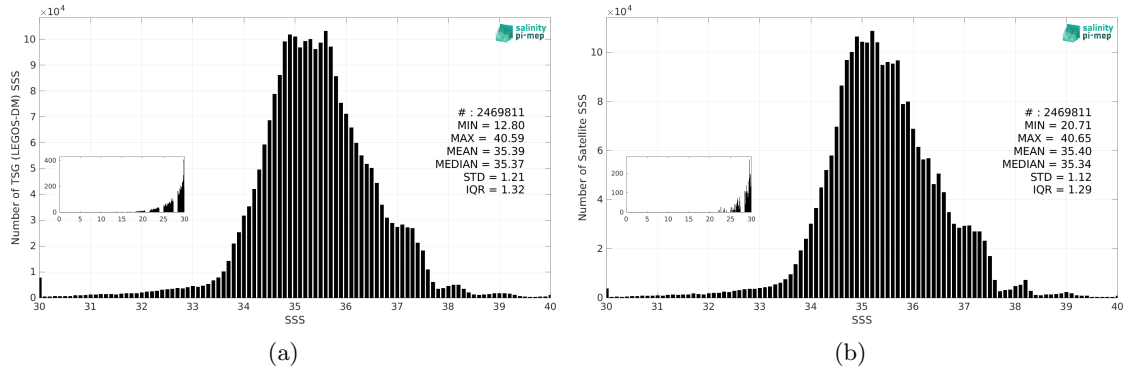 ×10⁴
Number of TSG (LEGOS-DM) SSS
10
9
8
7
6
5
4
3
2
1
0
30 31 32 33 34 35 36 37 38 39 40
SSS
salinity
pi-mep
# : 2469811
MIN = 12.80
MAX = 40.59
MEAN = 35.39
MEDIAN = 35.37
STD = 1.21
IQR = 1.32
400
200
0
0 5 10 15 20 25 30
(a)
×10⁴
Number of Satellite SSS
10
8
6
4
2
0
30 31 32 33 34 35 36 37 38 39 40
SSS
salinity
pi-mep
# : 2469811
MIN = 20.71
MAX = 40.65
MEAN = 35.40
MEDIAN = 35.34
STD = 1.12
IQR = 1.29
200
100
0
0 5 10 15 20 25 30
(b)